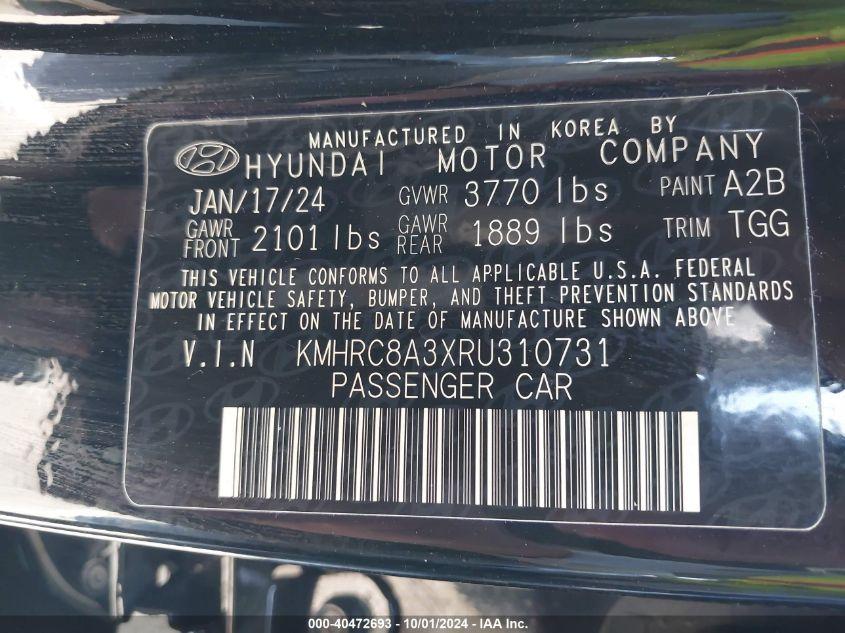 MANUFACTURED IN KOREA BY
HYUNDAI MOTOR COMPANY
JAN/17/24 GVWR 3770 lbs PAINT A2B
GAWR FRONT 2101 lbs GAWR REAR 1889 lbs TRIM TGG
THIS VEHICLE CONFORMS TO ALL APPLICABLE U.S.A. FEDERAL
MOTOR VEHICLE SAFETY, BUMPER, AND THEFT PREVENTION STANDARDS
IN EFFECT ON THE DATE OF MANUFACTURE SHOWN ABOVE
V.I.N KMHRC8A3XRU310731
PASSENGER CAR
000-40472693 - 10/01/2024 - IAA Inc.